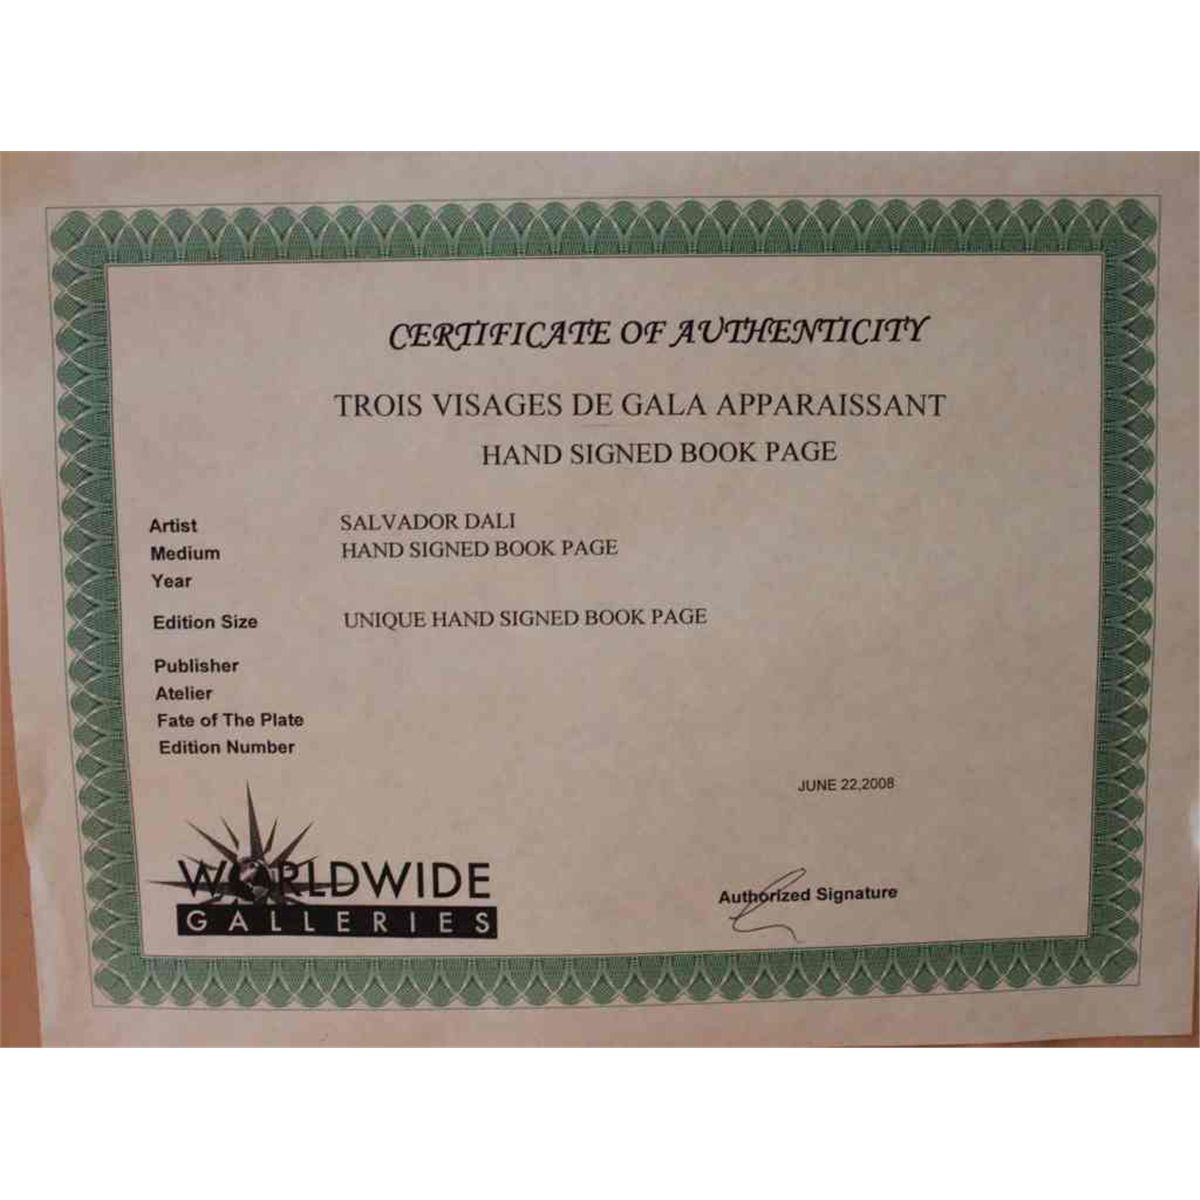 CERTIFICATE OF AUTHENTICITY
TROIS VISAGES DE GALA APPARAISSANT
HAND SIGNED BOOK PAGE
Artist SALVADOR DALI
Medium HAND SIGNED BOOK PAGE
Year
Edition Size UNIQUE HAND SIGNED BOOK PAGE
Publisher
Atelier
Fate of The Plate
Edition Number
JUNE 22,2008
WORLDWIDE
GALLERIES
Authorized Signature